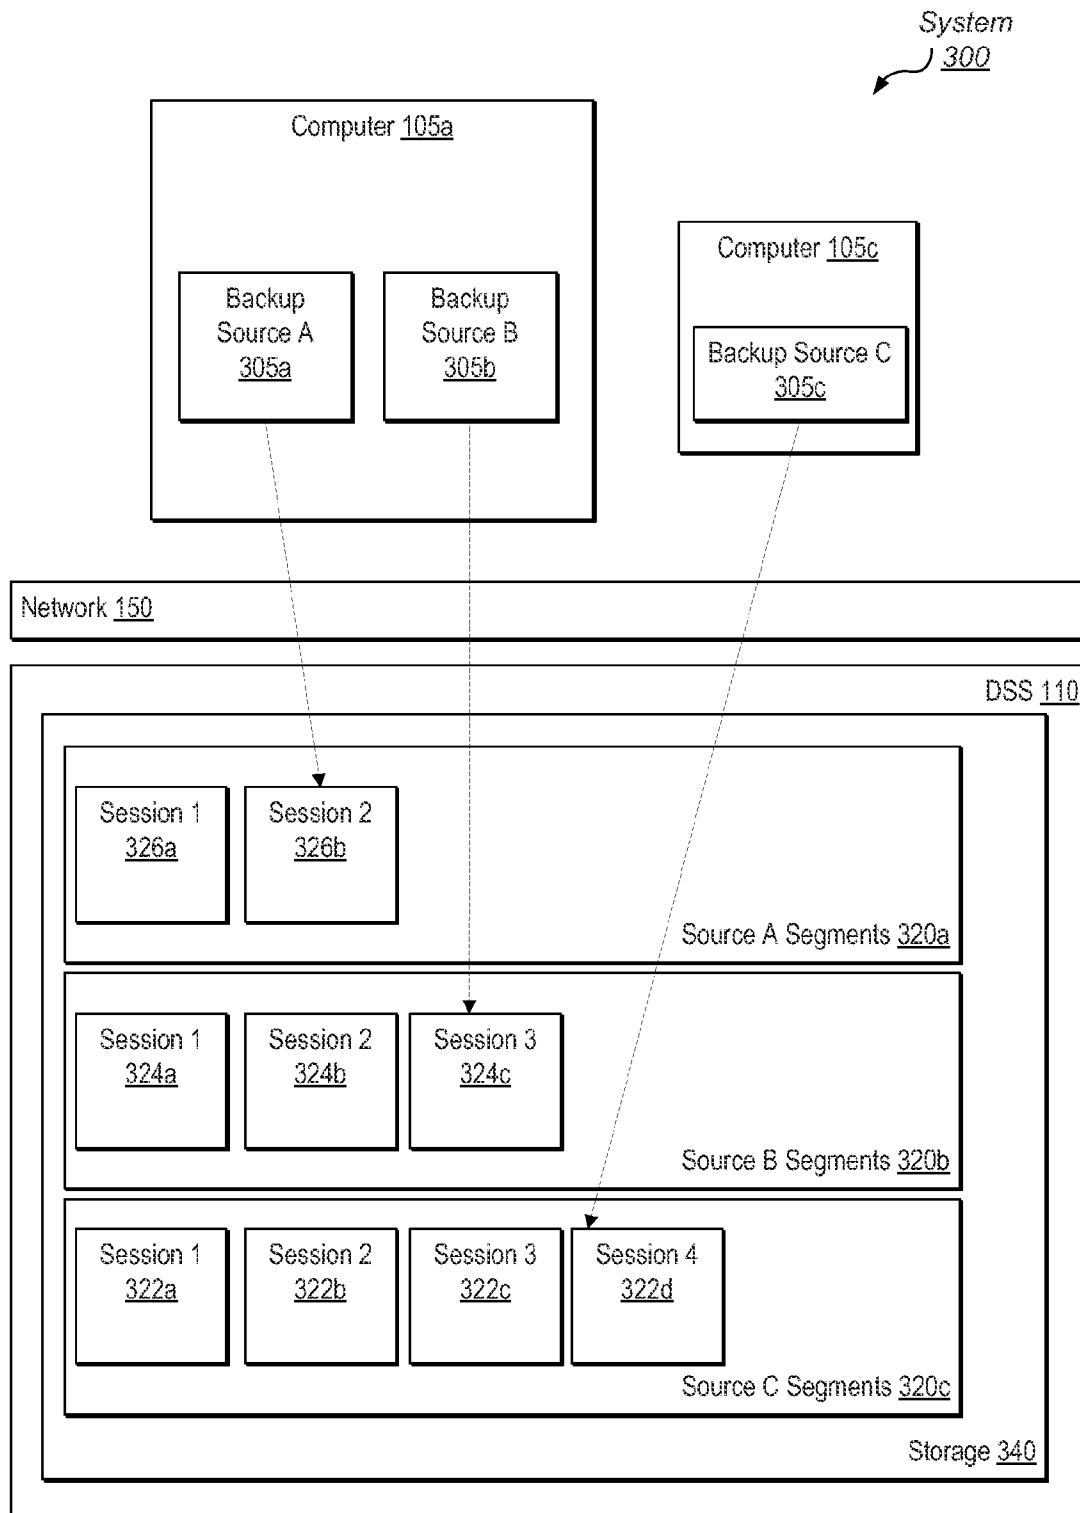 System
300
Computer 105a
Computer 105c
Backup
Source A
305a
Backup
Source B
305b
Backup Source C
305c
Network 150
DSS 110
Session 1
326a
Session 2
326b
Source A Segments 320a
Session 1
324a
Session 2
324b
Session 3
324c
Source B Segments 320b
Session 1
322a
Session 2
322b
Session 3
322c
Session 4
322d
Source C Segments 320c
Storage 340